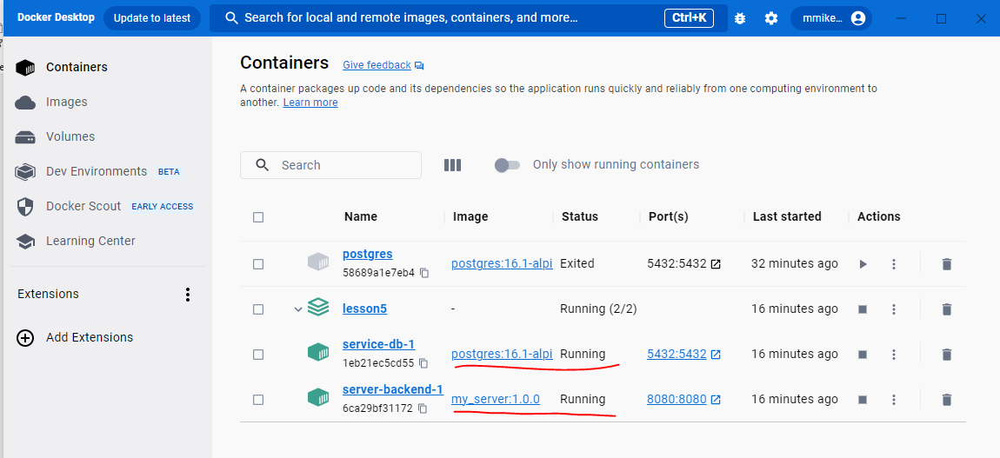 Docker Desktop Update to latest Search for local and remote images, containers, and more... Ctrl+K mmike...
Containers
Images
Volumes
Dev Environments BETA
Docker Scout EARLY ACCESS
Learning Center
Extensions
Add Extensions
Containers Give feedback
A container packages up code and its dependencies so the application runs quickly and reliably from one computing environment to
another. Learn more
Search Only show running containers
Name Image Status Port(s) Last started Actions
postgres
58689a1e7eb4 postgres:16.1-alpi Exited 5432:5432 32 minutes ago
lesson5 - Running (2/2) 16 minutes ago
service-db-1
1eb21ec5cd55 postgres:16.1-alpi Running 5432:5432 16 minutes ago
server-backend-1
6ca29bf31172 my_server:1.0.0 Running 8080:8080 16 minutes ago